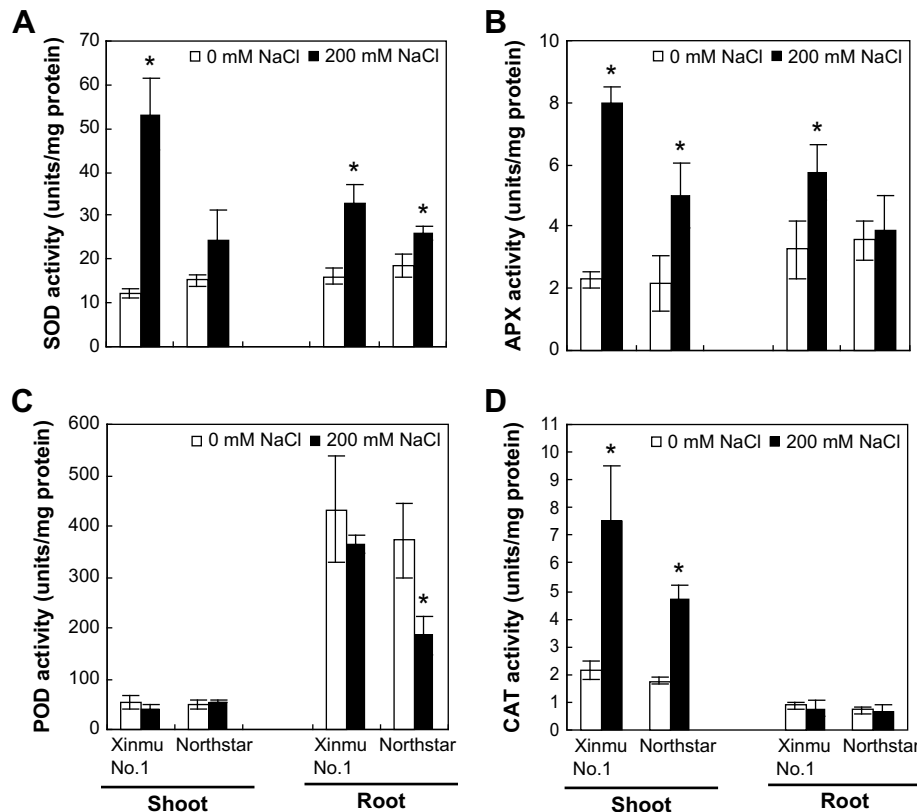 A
SOD activity (units/mg protein)
70
60
50
40
30
20
10
0
0 mM NaCl 200 mM NaCl
*
*
*
B
APX activity (units/mg protein)
10
8
6
4
2
0
0 mM NaCl 200 mM NaCl
*
*
*
C
POD activity (units/mg protein)
600
500
400
300
200
100
0
0 mM NaCl 200 mM NaCl
*
Xinmu No.1
Northstar
Xinmu No.1
Northstar
Shoot
Root
D
CAT activity (units/mg protein)
11
10
9
8
7
6
5
4
3
2
1
0
0 mM NaCl 200 mM NaCl
*
*
Xinmu No.1
Northstar
Xinmu No.1
Northstar
Shoot
Root